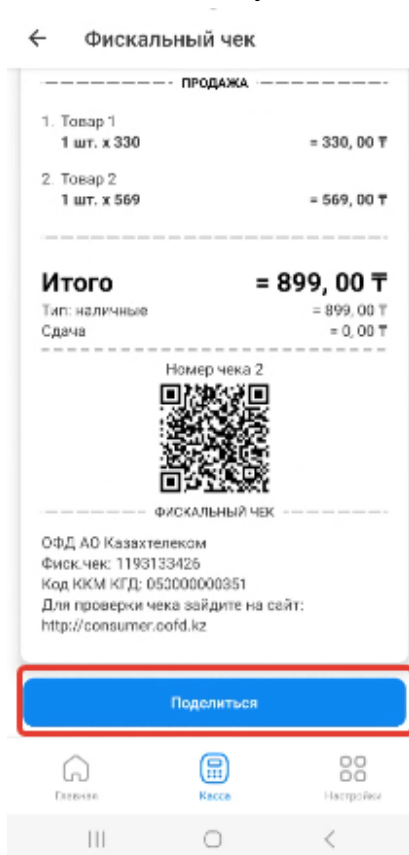 Фискальный чек
ПРОДАЖА
1. Товар 1
1 шт. x 330 = 330, 00 ₸
2. Товар 2
1 шт. x 569 = 569, 00 ₸
Итого = 899, 00 ₸
Тип: наличные = 899, 00 ₸
Сдача = 0, 00 ₸
Номер чека 2
ФИСКАЛЬНЫЙ ЧЕК
ОФД АО Казахтелеком
Фиск.чек: 1193133426
Код ККМ КГД: 050000000351
Для проверки чека зайдите на сайт:
http://consumer.oofd.kz
Поделиться
Главная Касса Настройки